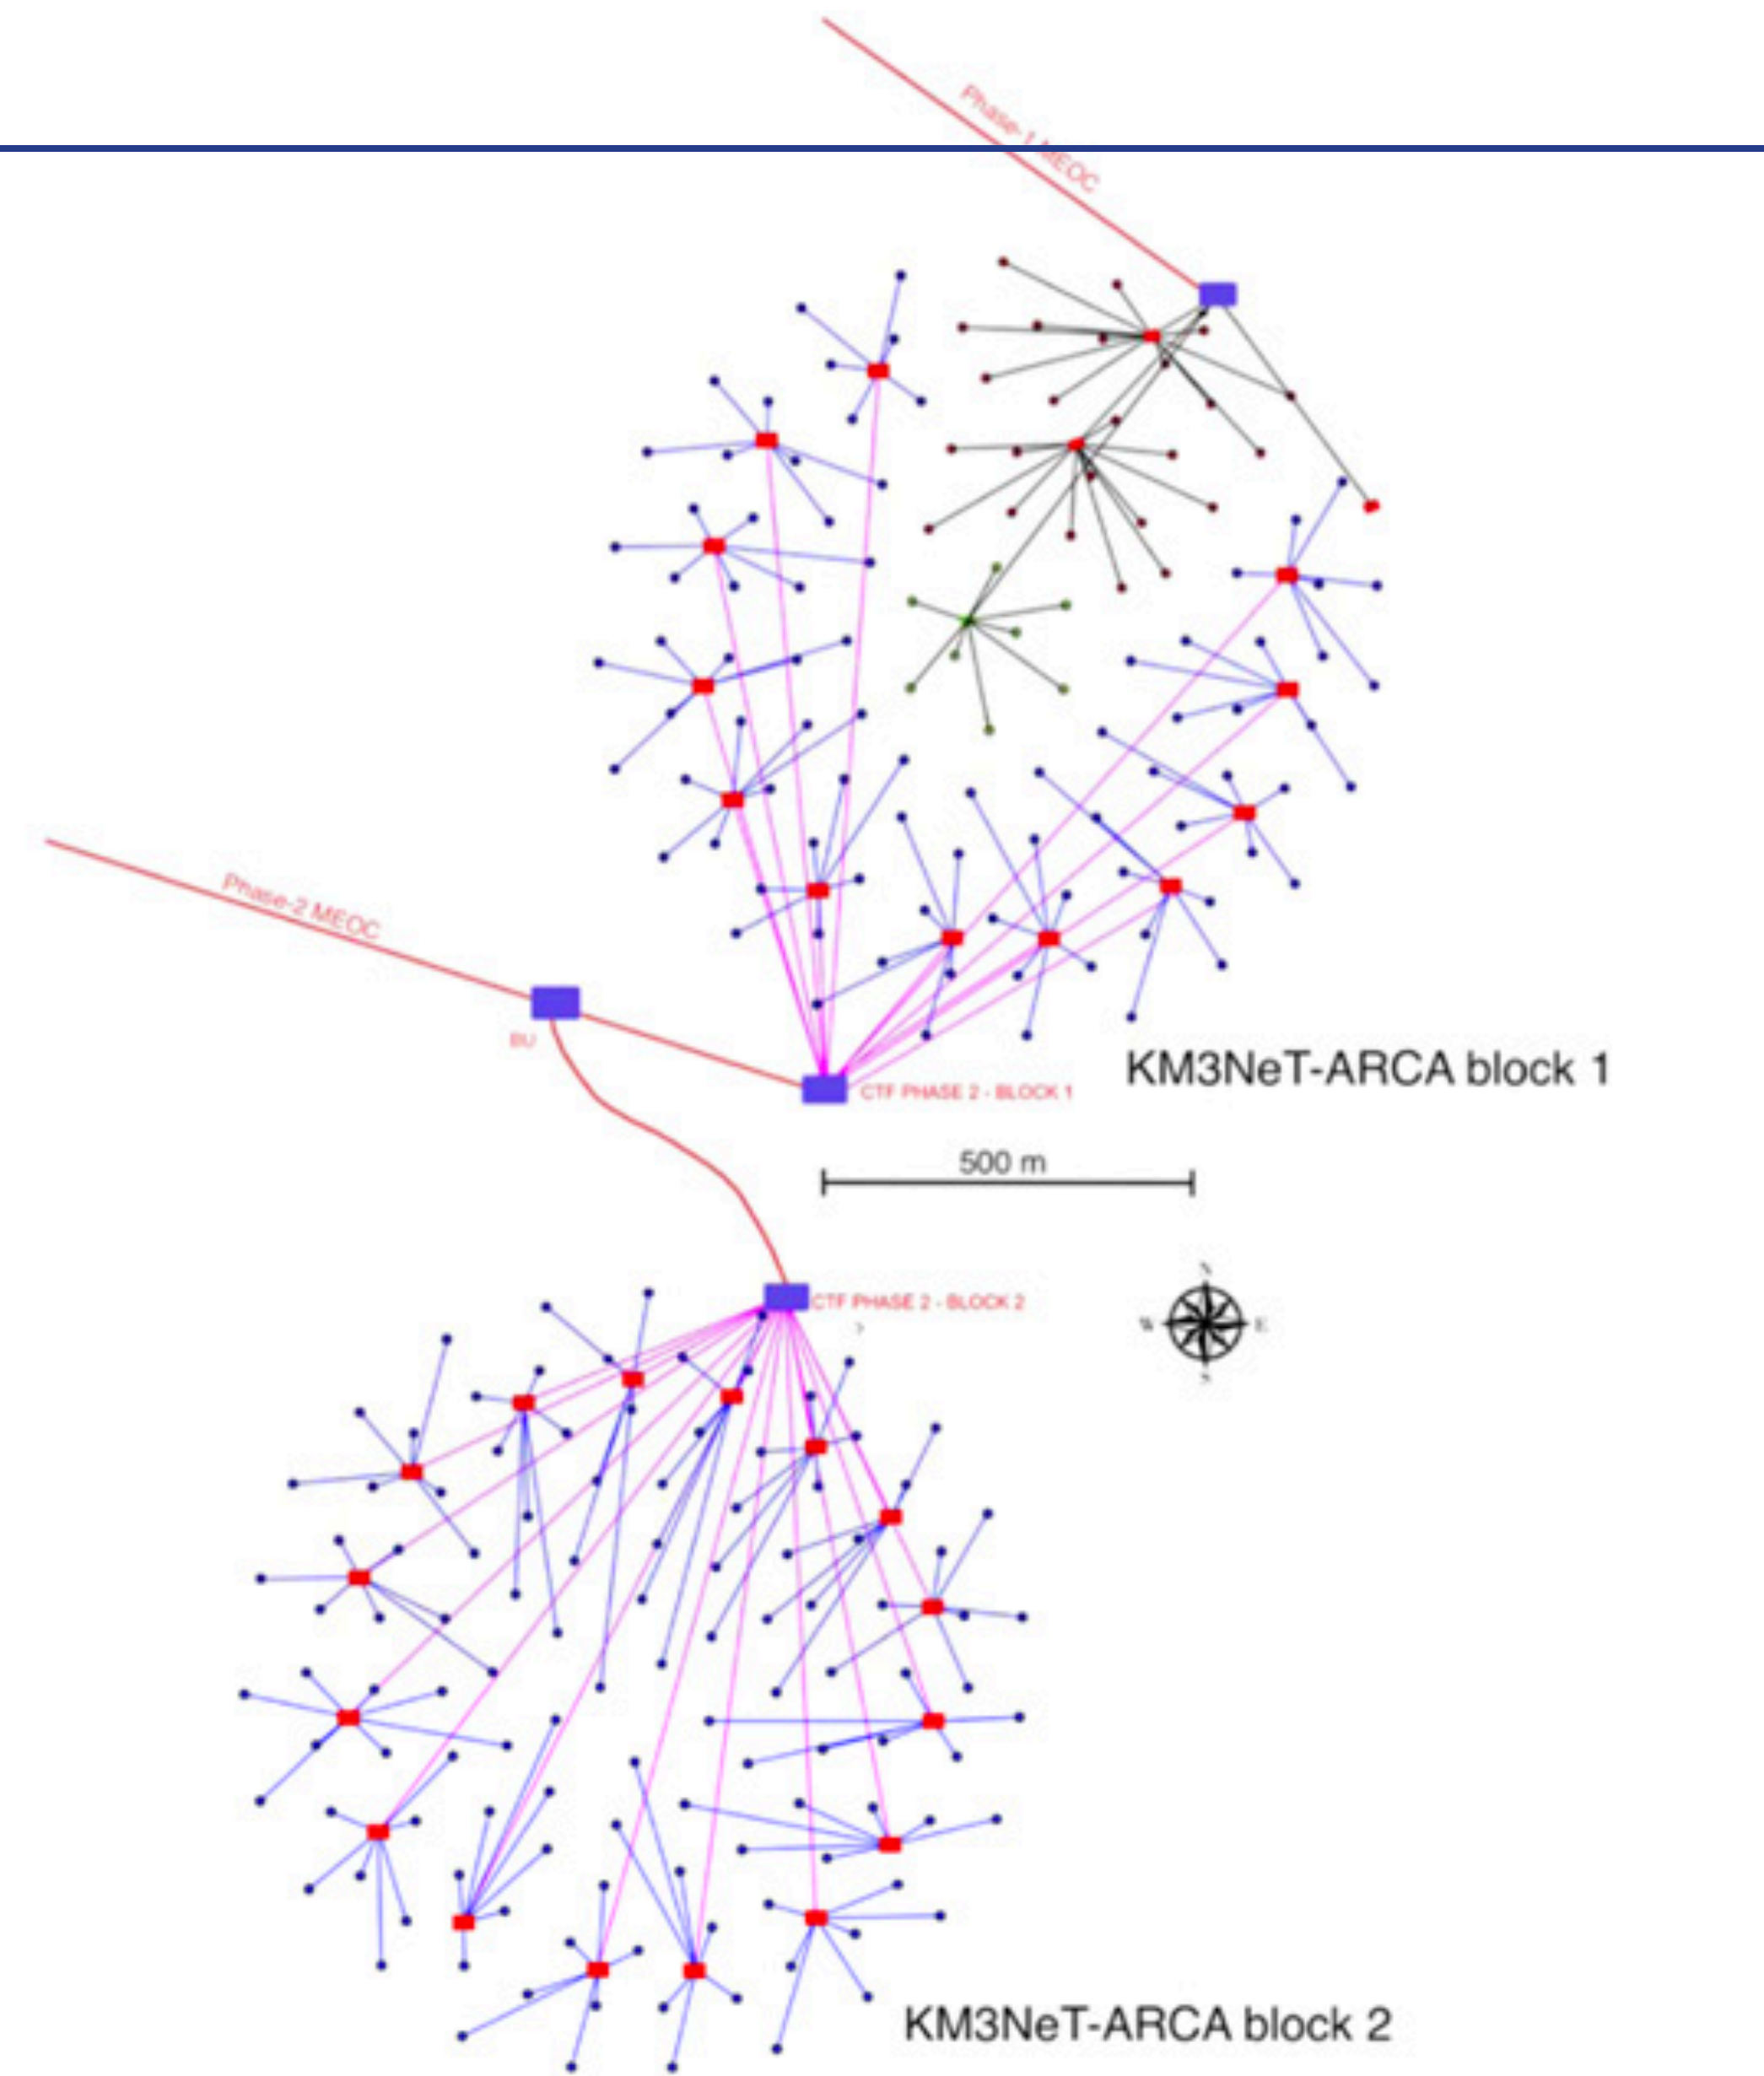 Phase-1 MEOC
Phase-2 MEOC
BU
KM3NeT-ARCA block 1
CTF PHASE 2 - BLOCK 1
500 m
CTF PHASE 2 - BLOCK 2
N
W E
S
KM3NeT-ARCA block 2